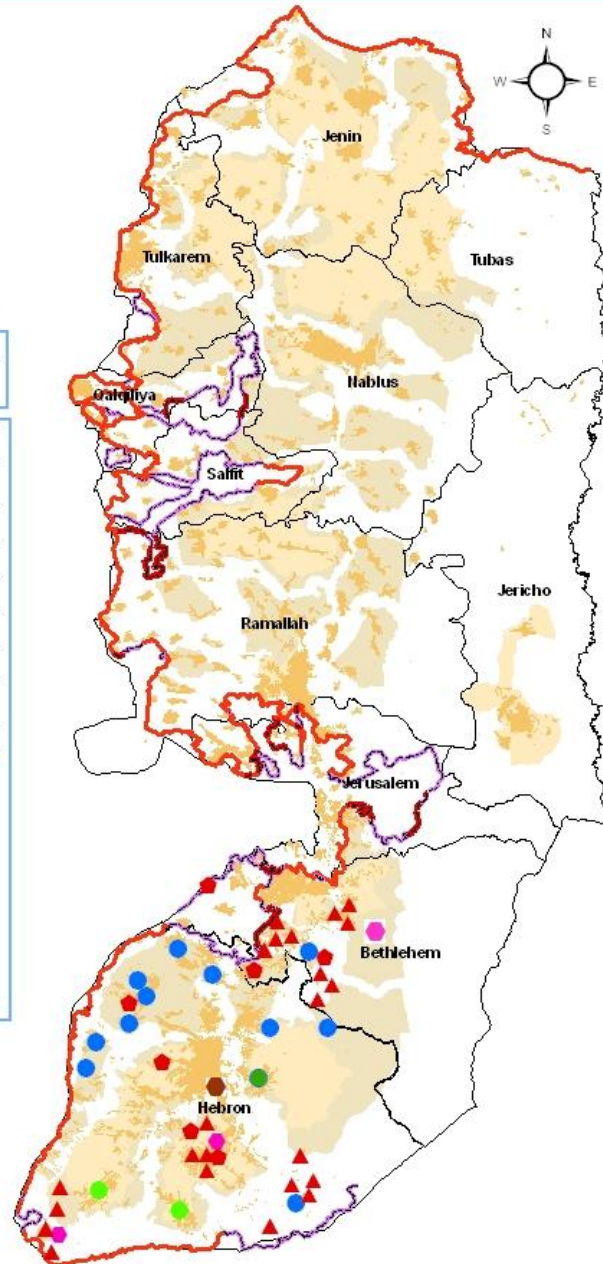 N
W E
S
Jenin
Tulkarem
Tubas
Qalqiliya
Nablus
Salfit
Jericho
Ramallah
Jerusalem
Bethlehem
Hebron